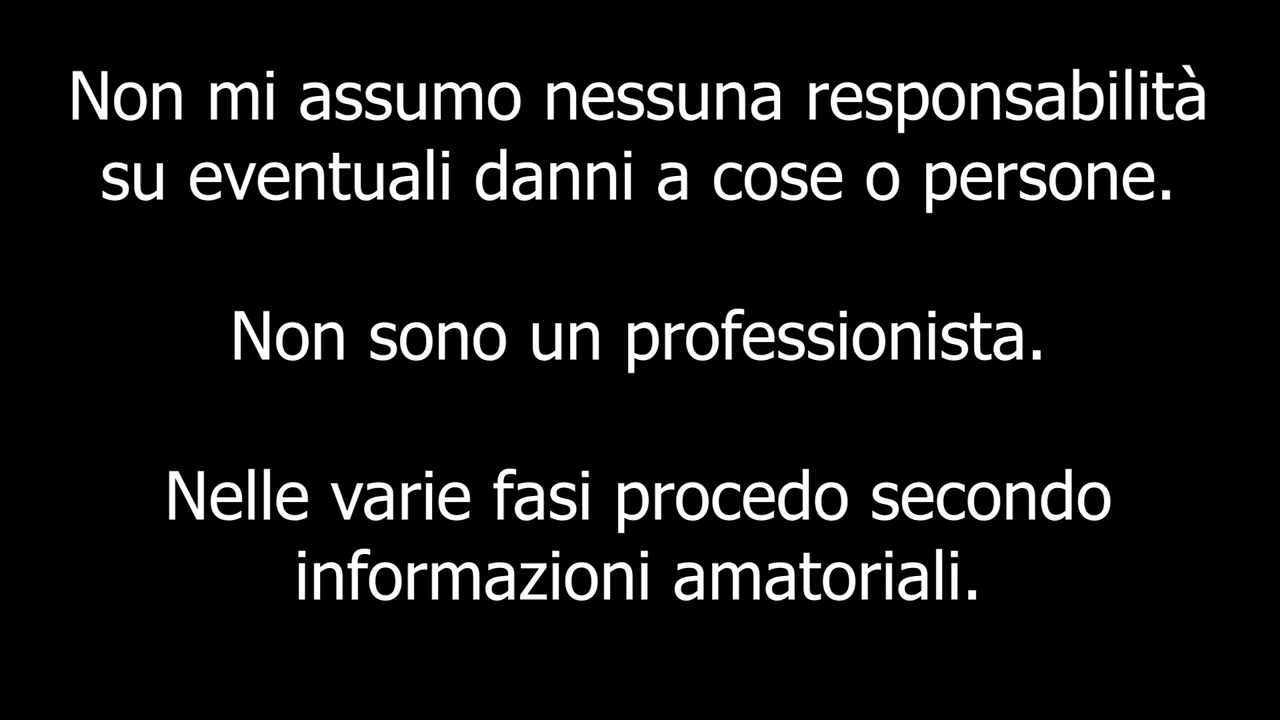 Non mi assumo nessuna responsabilità
su eventuali danni a cose o persone.
Non sono un professionista.
Nelle varie fasi procedo secondo
informazioni amatoriali.